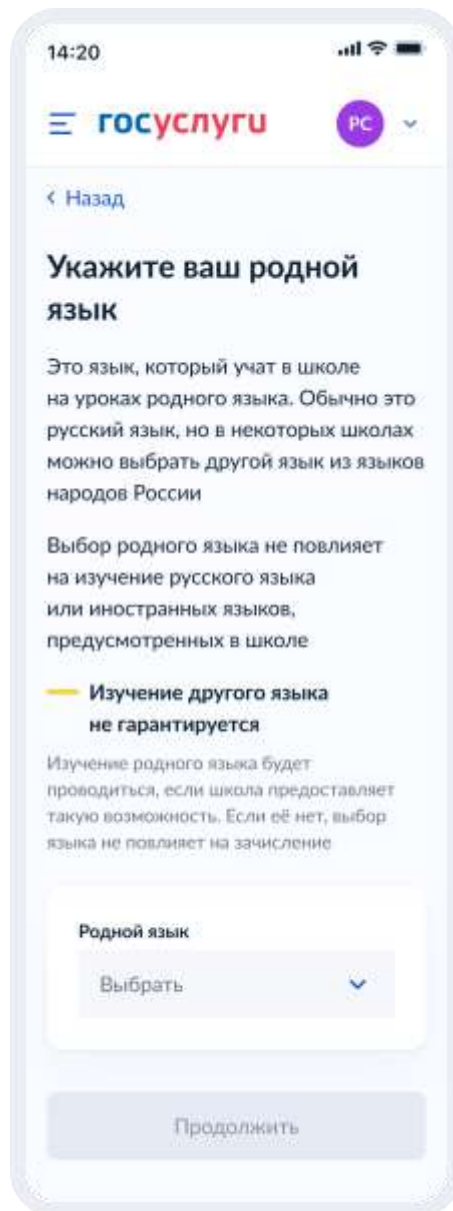 14:20
госуслуги
РС
Назад
Укажите ваш родной
язык
Это язык, который учат в школе
на уроках родного языка. Обычно это
русский язык, но в некоторых школах
можно выбрать другой язык из языков
народов России
Выбор родного языка не повлияет
на изучение русского языка
или иностранных языков,
предусмотренных в школе
Изучение другого языка
не гарантируется
Изучение родного языка будет
проводиться, если школа предоставляет
такую возможность. Если её нет, выбор
языка не повлияет на зачисление
Родной язык
Выбрать
Продолжить